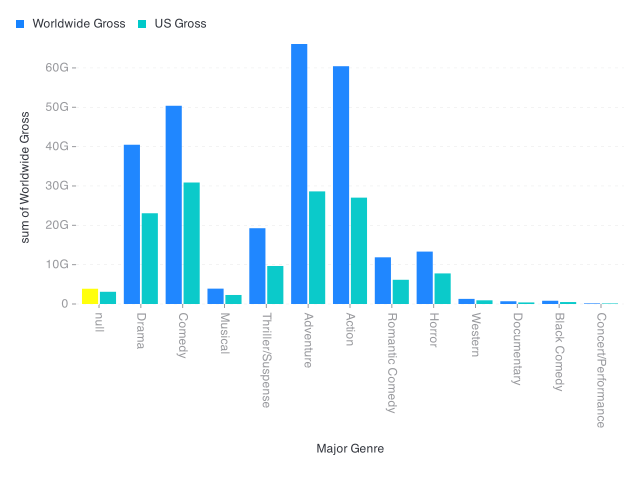 Worldwide Gross US Gross
sum of Worldwide Gross
60G
50G
40G
30G
20G
10G
0
null
Drama
Comedy
Musical
Thriller/Suspense
Adventure
Action
Romantic Comedy
Horror
Western
Documentary
Black Comedy
Concert/Performance
Major Genre